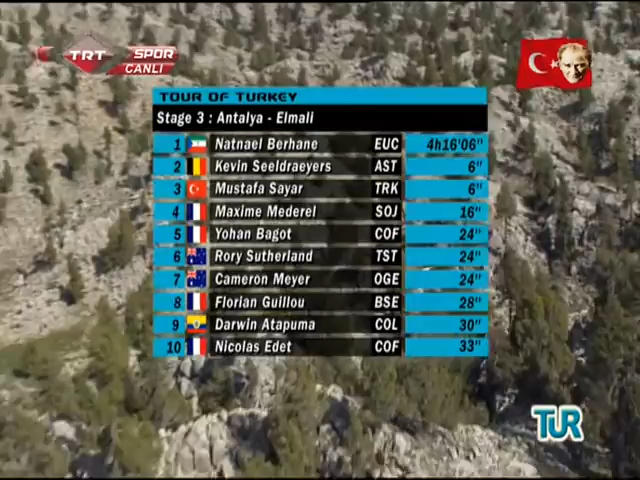 TRT SPOR
CANLI
TOUR OF TURKEY
Stage 3 : Antalya - Elmali
1 Natnael Berhane EUC 4h16'06"
2 Kevin Seeldraeyers AST 6"
3 Mustafa Sayar TRK 6"
4 Maxime Mederel SOJ 16"
5 Yohan Bagot COF 24"
6 Rory Sutherland TST 24"
7 Cameron Meyer OGE 24"
8 Florian Guillou BSE 28"
9 Darwin Atapuma COL 30"
10 Nicolas Edet COF 33"
TUR